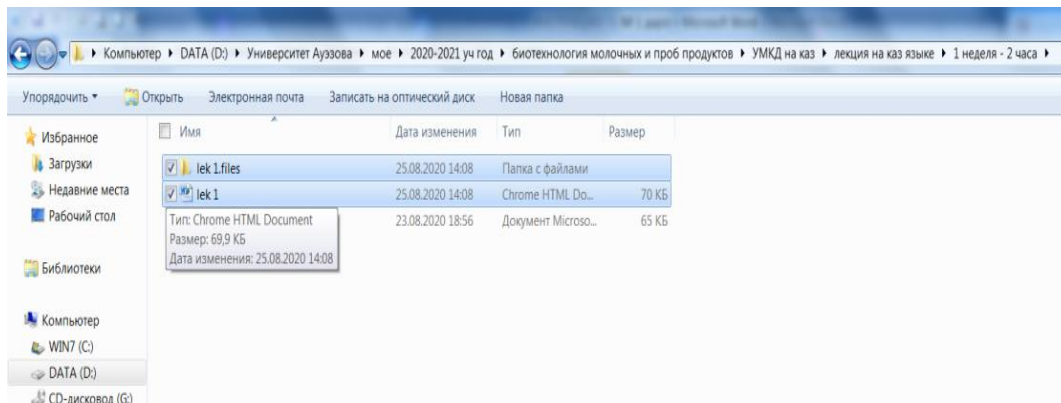 Компьютер ▸ DATA (D:) ▸ Университет Ауэзова ▸ мое ▸ 2020-2021 уч год ▸ биотехнология молочных и проб продуктов ▸ УМКД на каз ▸ лекция на каз языке ▸ 1 неделя - 2 часа ▸
Упорядочить Открыть Электронная почта Записать на оптический диск Новая папка
Избранное
Загрузки
Недавние места
Рабочий стол
Библиотеки
Компьютер
WIN7 (C:)
DATA (D:)
CD-дисковод (G:)
Имя Дата изменения Тип Размер
lek 1.files 25.08.2020 14:08 Папка с файлами
lek 1 25.08.2020 14:08 Chrome HTML Do... 70 КБ
23.08.2020 18:56 Документ Microso... 65 КБ
Тип: Chrome HTML Document
Размер: 69,9 КБ
Дата изменения: 25.08.2020 14:08